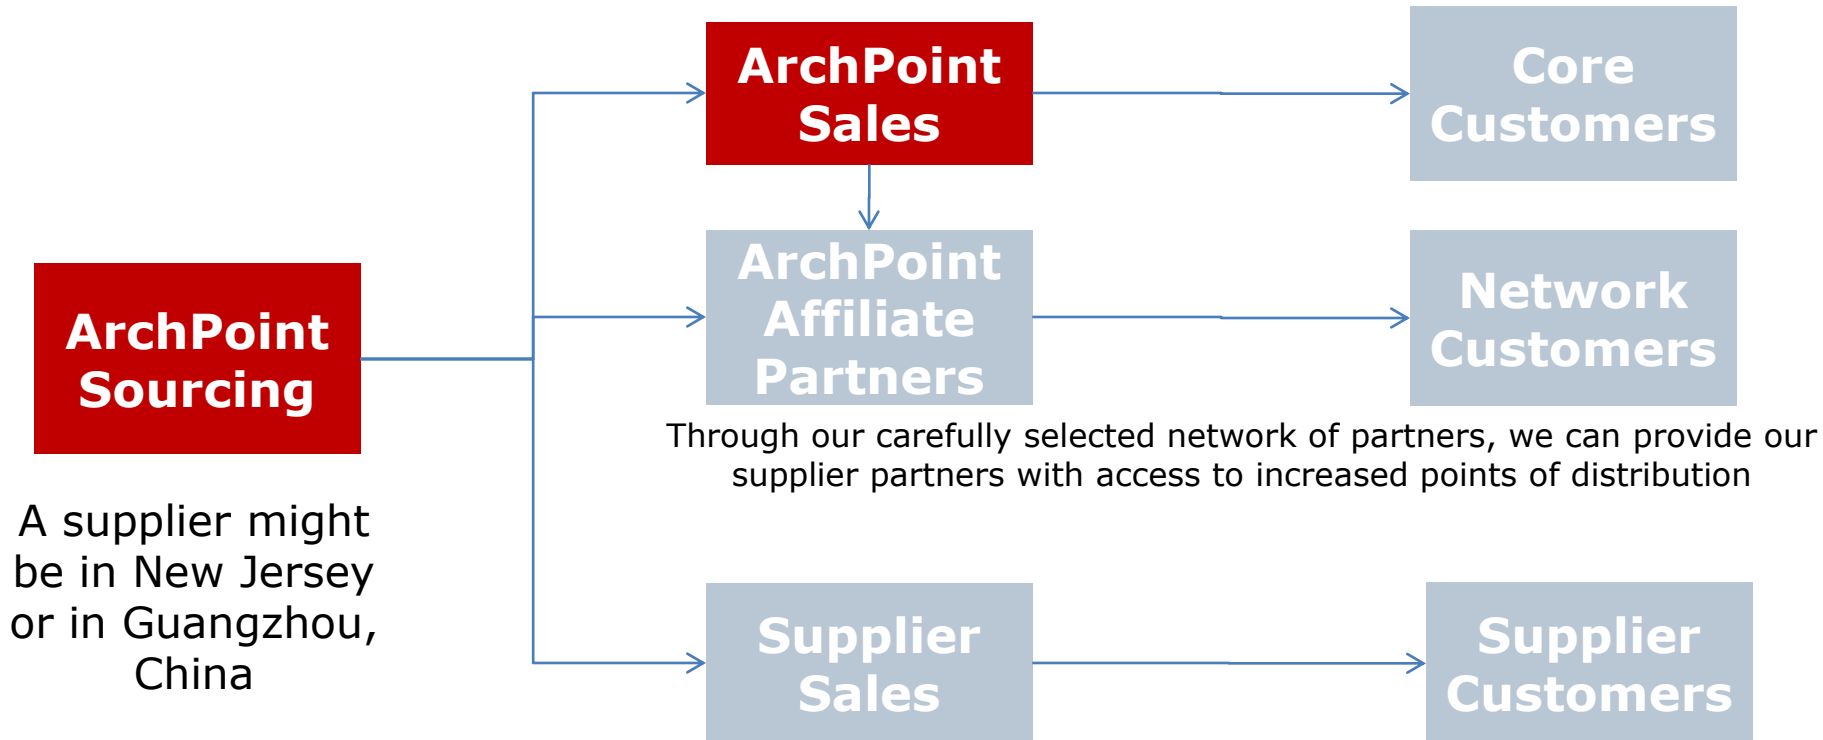 ArchPoint
Sales
Core
Customers
ArchPoint
Sourcing
ArchPoint
Affiliate
Partners
Network
Customers
Through our carefully selected network of partners, we can provide our
supplier partners with access to increased points of distribution
A supplier might
be in New Jersey
or in Guangzhou,
China
Supplier
Sales
Supplier
Customers